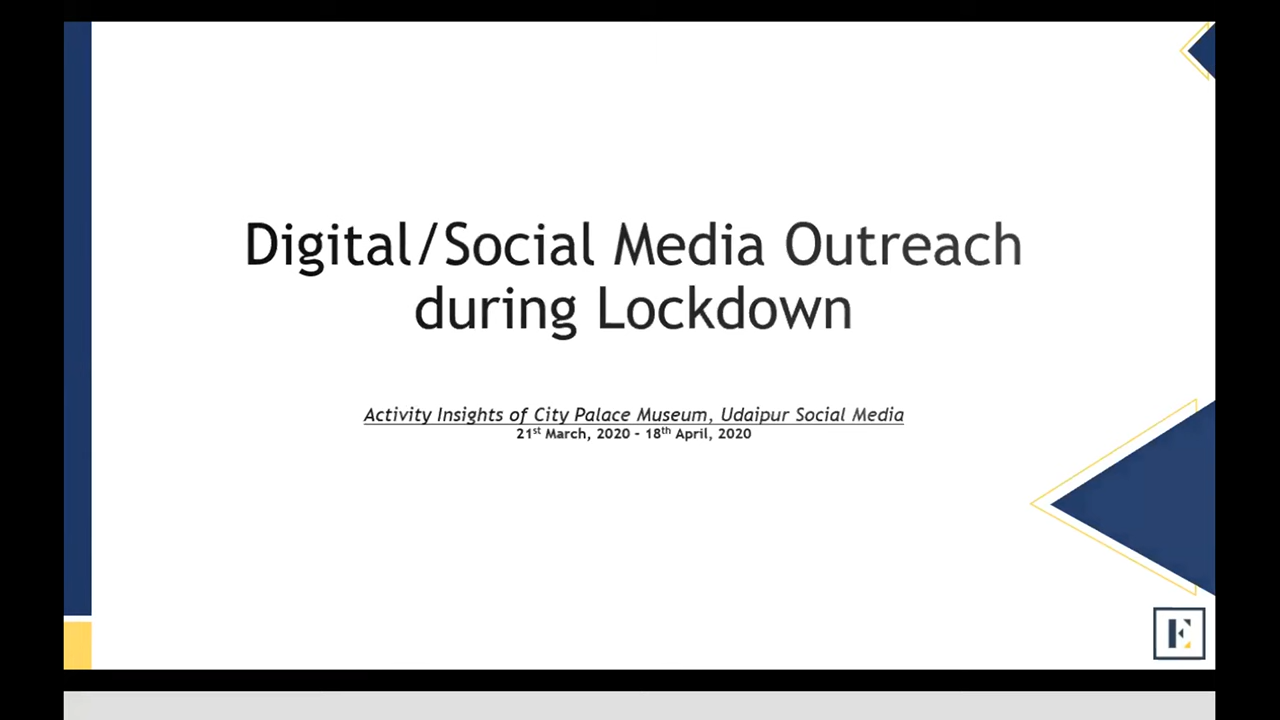 Digital/Social Media Outreach
during Lockdown
Activity Insights of City Palace Museum, Udaipur Social Media
21st March, 2020 - 18th April, 2020
E